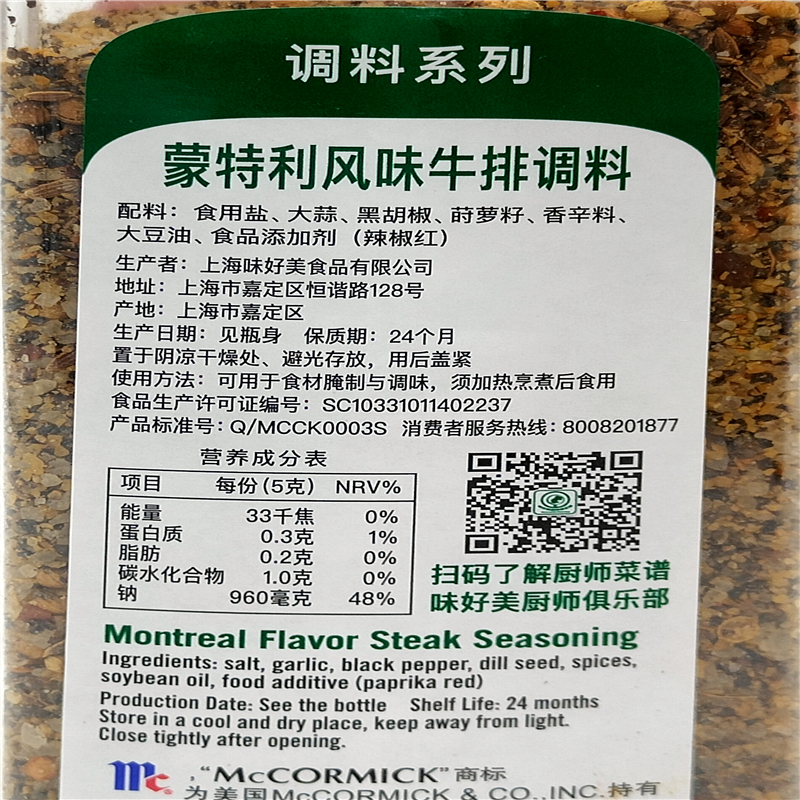 调料系列
蒙特利风味牛排调料
配料：食用盐、大蒜、黑胡椒、莳萝籽、香辛料、
大豆油、食品添加剂（辣椒红）
生产者：上海味好美食品有限公司
地址：上海市嘉定区恒谐路128号
产地：上海市嘉定区
生产日期：见瓶身 保质期：24个月
置于阴凉干燥处、避光存放，用后盖紧
使用方法：可用于食材腌制与调味，须加热烹煮后食用
食品生产许可证编号：SC10331011402237
产品标准号：Q/MCCK0003S 消费者服务热线：8008201877
营养成分表
项目 每份(5克) NRV%
能量 33千焦 0%
蛋白质 0.3克 1%
脂肪 0.2克 0%
碳水化合物 1.0克 0%
钠 960毫克 48%
扫码了解厨师菜谱
味好美厨师俱乐部
Montreal Flavor Steak Seasoning
Ingredients: salt, garlic, black pepper, dill seed, spices,
soybean oil, food additive (paprika red)
Production Date: See the bottle Shelf Life: 24 months
Store in a cool and dry place, keep away from light.
Close tightly after opening.
Mc ，“McCORMICK”商标
为美国McCORMICK & CO.,INC.持有